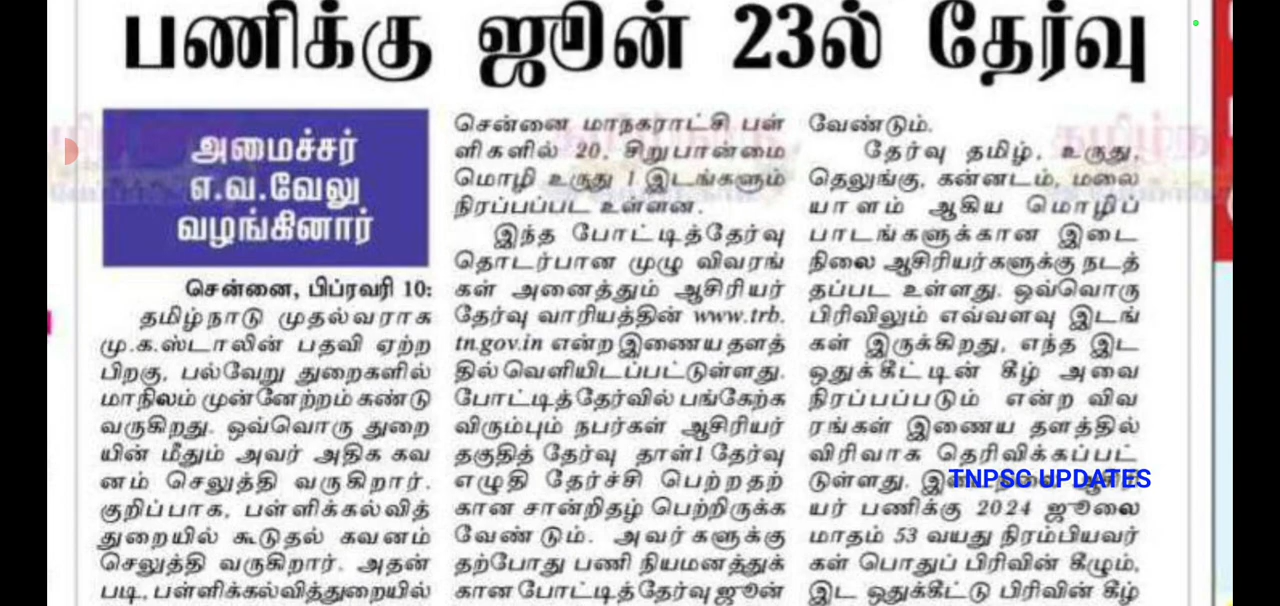 பணிக்கு ஜூன் 23ல் தேர்வு
அமைச்சர்
எ.வ.வேலு
வழங்கினார்
சென்னை, பிப்ரவரி 10:
தமிழ்நாடு முதல்வராக
மு.க.ஸ்டாலின் பதவி ஏற்ற
பிறகு, பல்வேறு துறைகளில்
மாநிலம் முன்னேற்றம் கண்டு
வருகிறது. ஒவ்வொரு துறை
யின் மீதும் அவர் அதிக கவ
னம் செலுத்தி வருகிறார்.
குறிப்பாக, பள்ளிக்கல்வித்
துறையில் கூடுதல் கவனம்
செலுத்தி வருகிறார். அதன்
படி, பள்ளிக்கல்வித்துறையில்
சென்னை மாநகராட்சி பள்
ளிகளில் 20, சிறுபான்மை
மொழி உருது 1 இடங்களும்
நிரப்பப்பட உள்ளன.
இந்த போட்டித்தேர்வு
தொடர்பான முழு விவரங்
கள் அனைத்தும் ஆசிரியர்
தேர்வு வாரியத்தின் www.trb.
tn.gov.in என்ற இணைய தளத்
தில் வெளியிடப்பட்டுள்ளது.
போட்டித்தேர்வில் பங்கேற்க
விரும்பும் நபர்கள் ஆசிரியர்
தகுதித் தேர்வு தாள்1 தேர்வு
எழுதி தேர்ச்சி பெற்றதற்
கான சான்றிதழ் பெற்றிருக்க
வேண்டும். அவர்களுக்கு
தற்போது பணி நியமனத்துக்
கான போட்டித்தேர்வு ஜூன்
வேண்டும்.
தேர்வு தமிழ், உருது,
தெலுங்கு, கன்னடம், மலை
யாளம் ஆகிய மொழிப்
பாடங்களுக்கான இடை
நிலை ஆசிரியர்களுக்கு நடத்
தப்பட உள்ளது. ஒவ்வொரு
பிரிவிலும் எவ்வளவு இடங்
கள் இருக்கிறது, எந்த இட
ஒதுக்கீட்டின் கீழ் அவை
நிரப்பப்படும் என்ற விவ
ரங்கள் இணைய தளத்தில்
விரிவாக தெரிவிக்கப்பட்
டுள்ளது.
TNPSC UPDATES
யர் பணிக்கு 2024 ஜூலை
மாதம் 53 வயது நிரம்பியவர்
கள் பொதுப் பிரிவின் கீழும்,
இட ஒதுக்கீட்டு பிரிவின் கீழ்